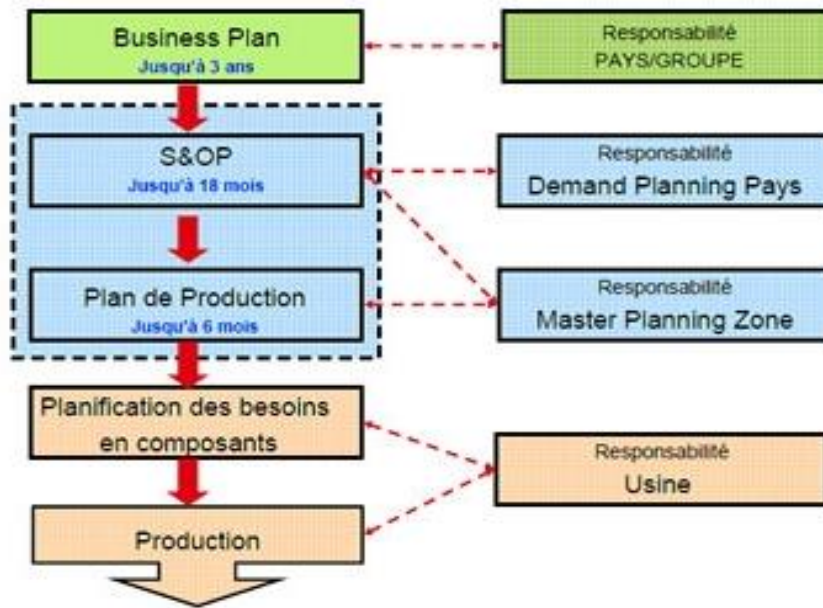 Business Plan
Jusqu'à 3 ans
Responsabilité
PAYS/GROUPE
S&OP
Jusqu'à 18 mois
Responsabilité
Demand Planning Pays
Plan de Production
Jusqu'à 6 mois
Responsabilité
Master Planning Zone
Planification des besoins
en composants
Responsabilité
Usine
Production